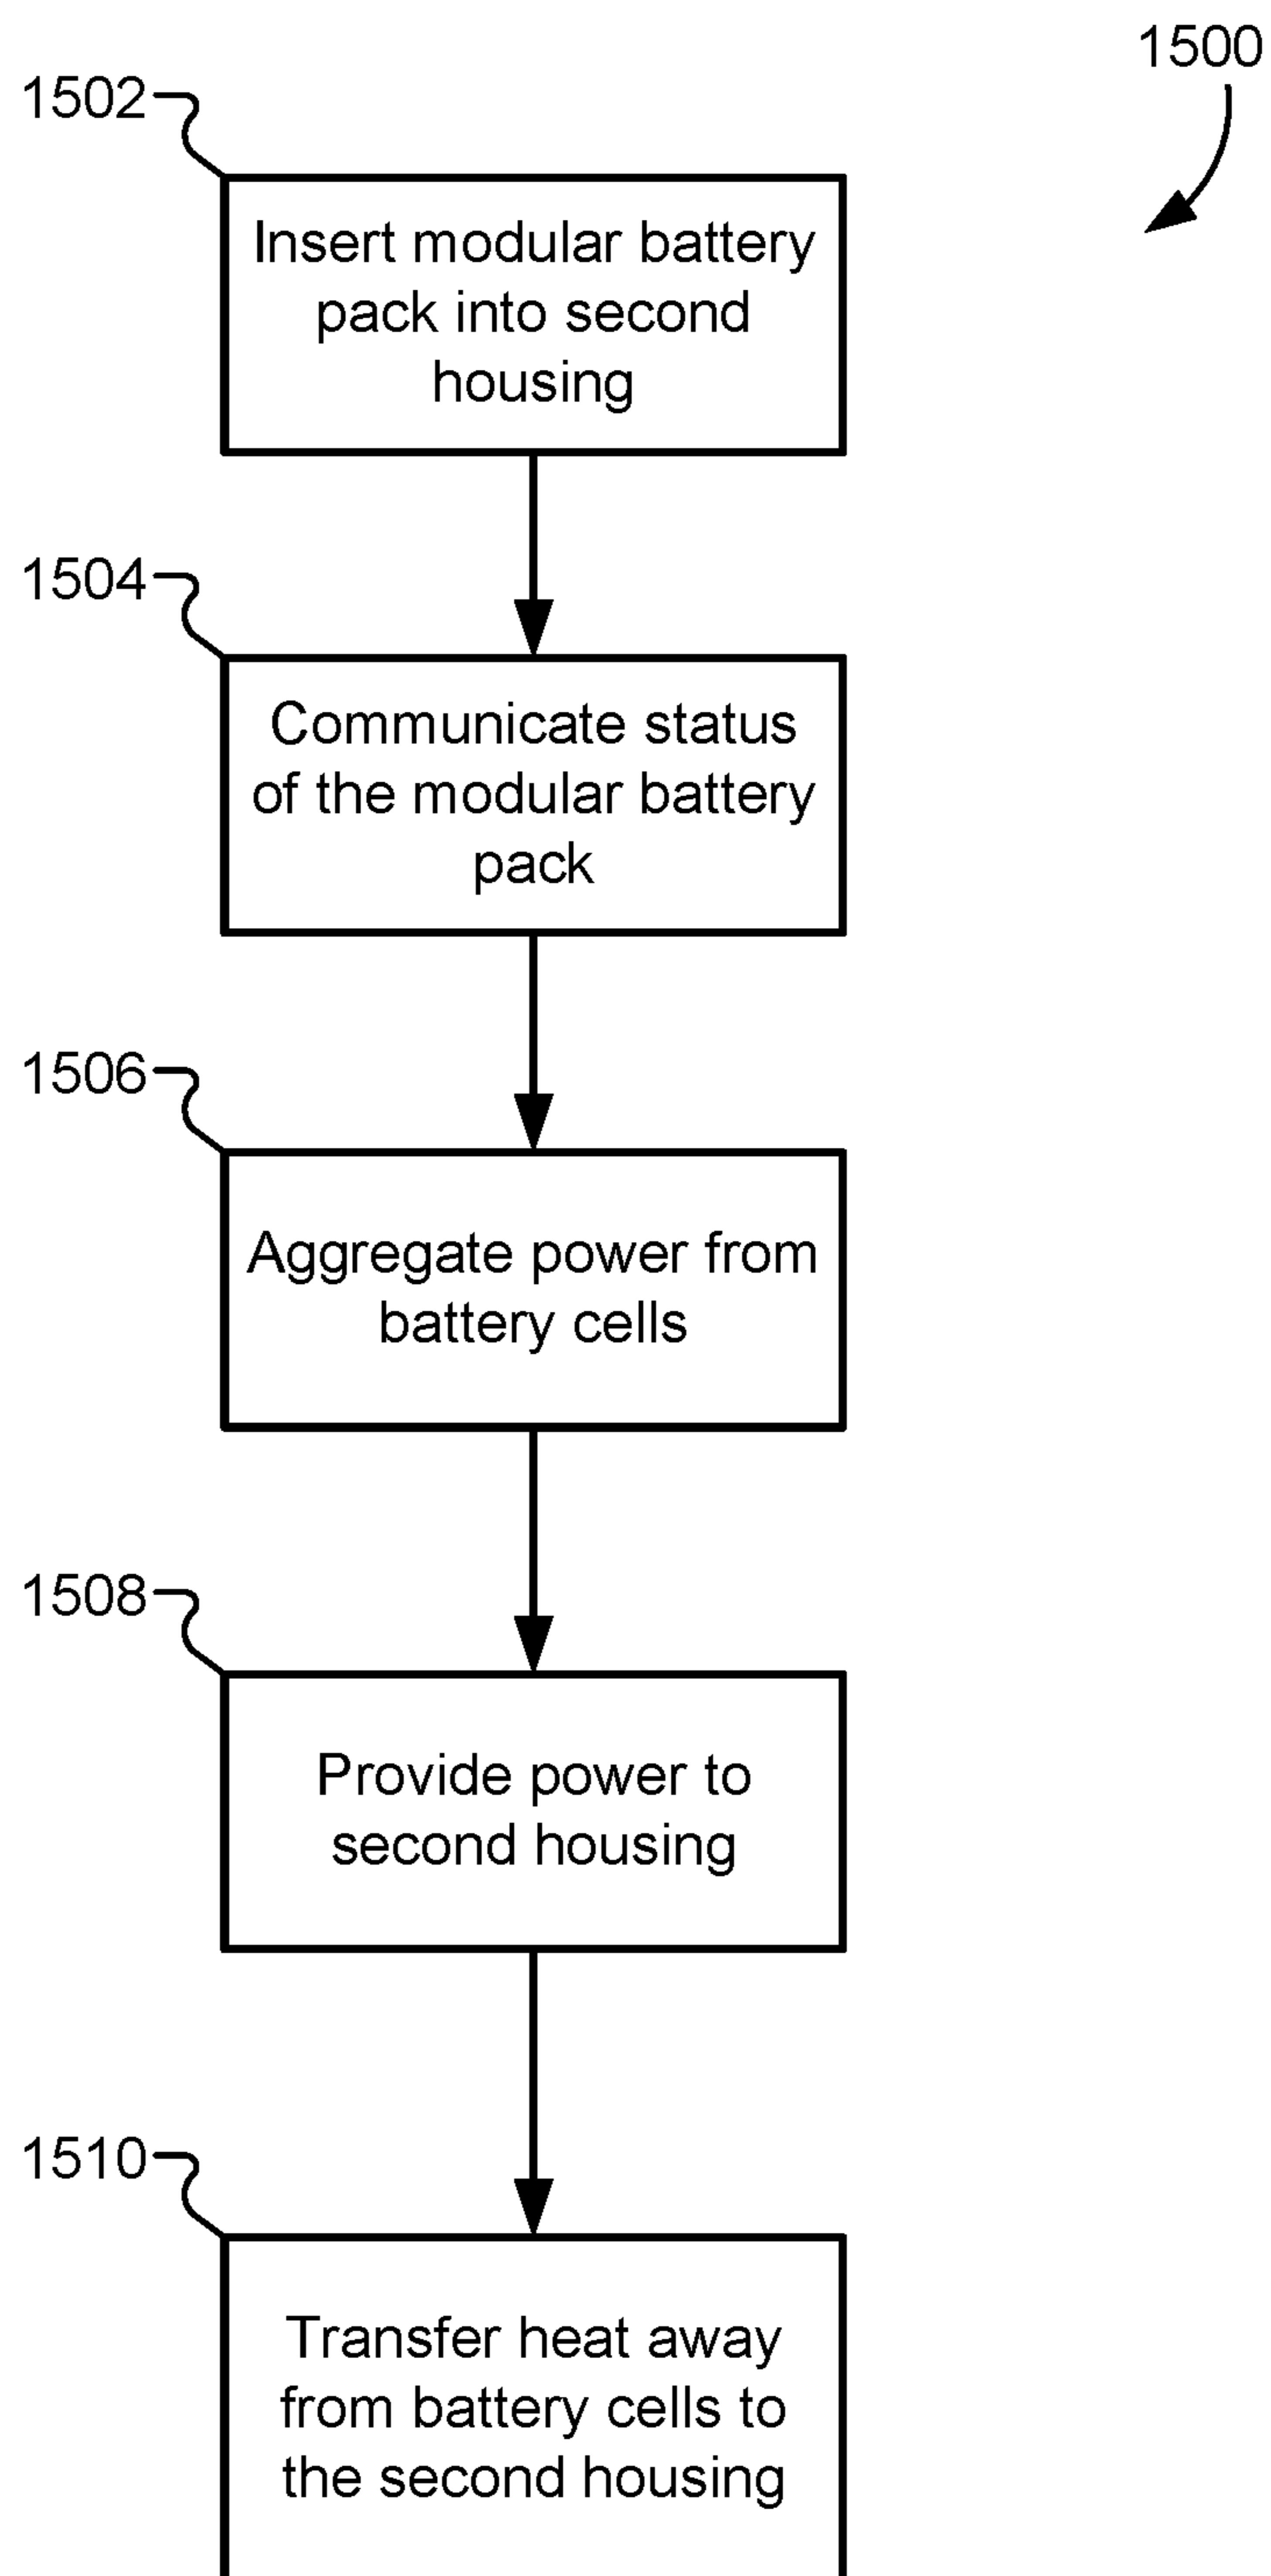 1500
1502
Insert modular battery
pack into second
housing
1504
Communicate status
of the modular battery
pack
1506
Aggregate power from
battery cells
1508
Provide power to
second housing
1510
Transfer heat away
from battery cells to
the second housing